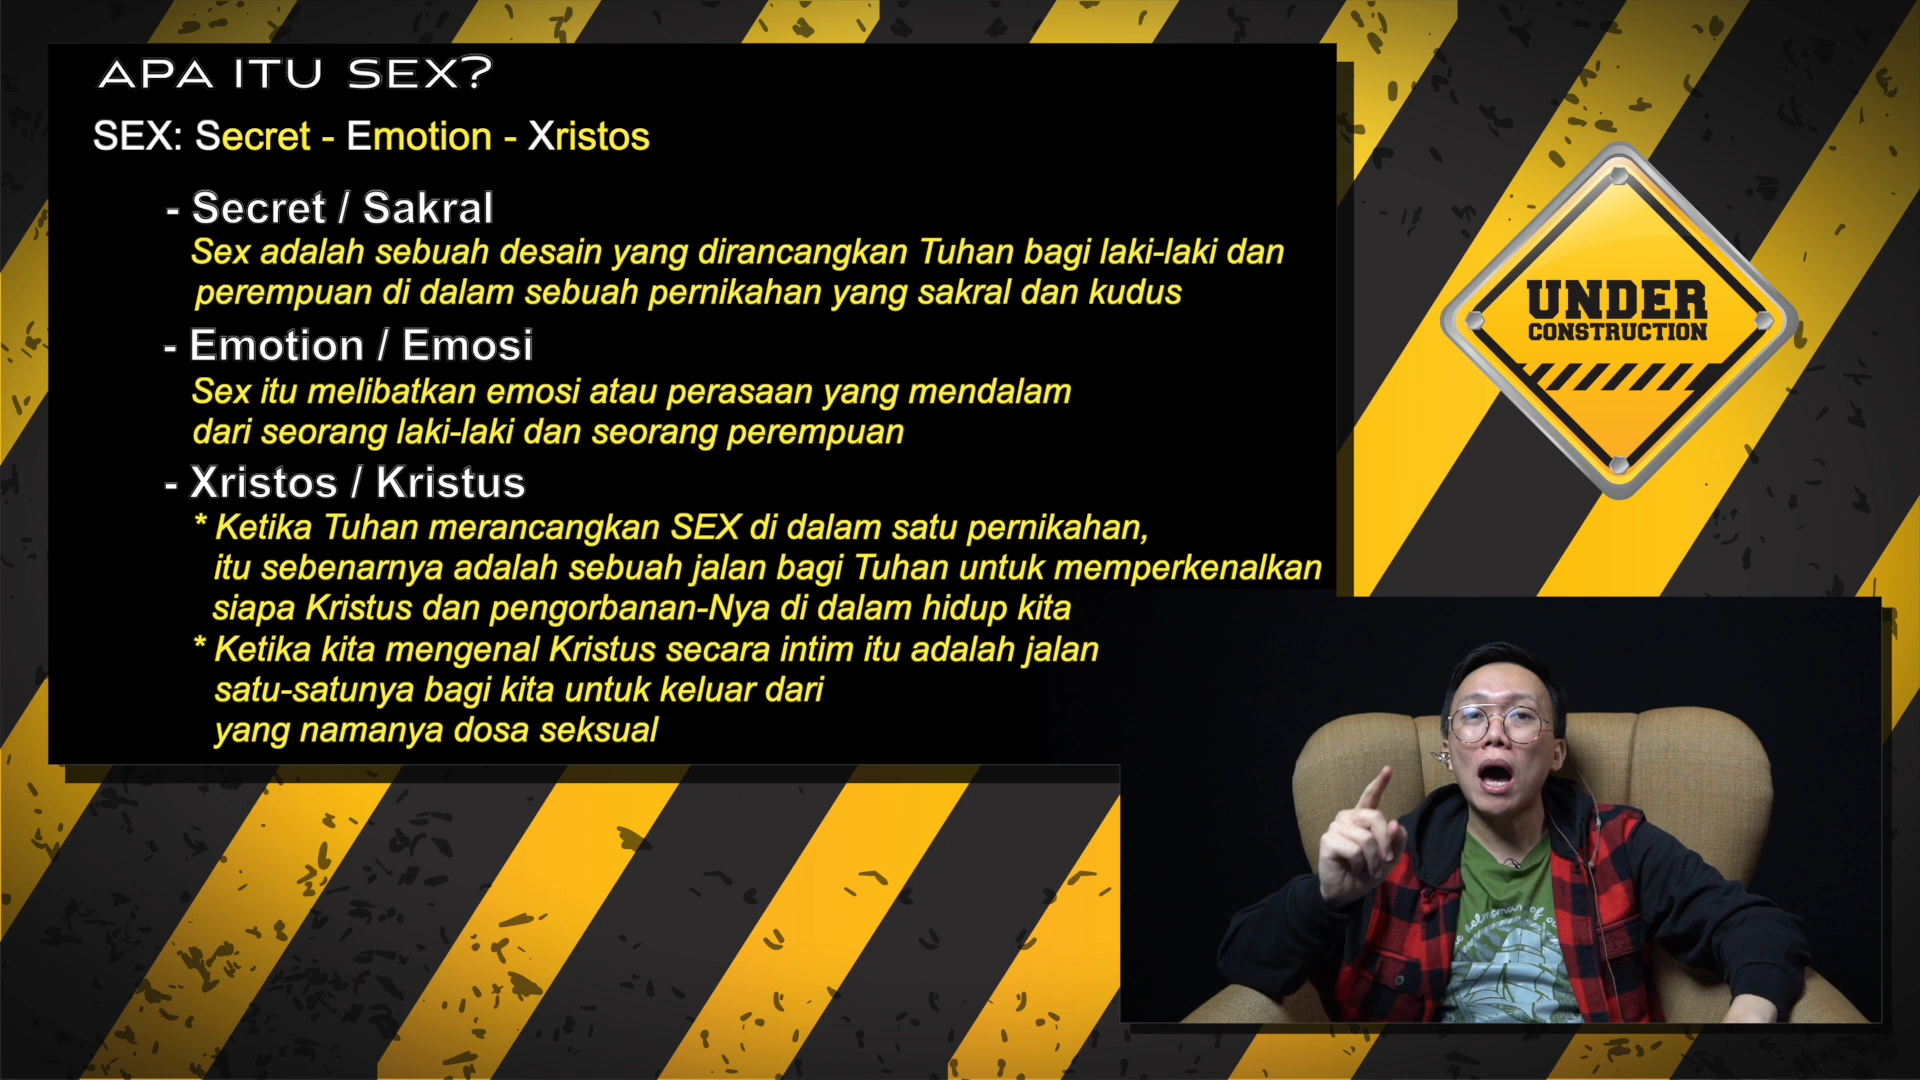 APA ITU SEX?
SEX: Secret - Emotion - Xristos
- Secret / Sakral
Sex adalah sebuah desain yang dirancangkan Tuhan bagi laki-laki dan
perempuan di dalam sebuah pernikahan yang sakral dan kudus
- Emotion / Emosi
Sex itu melibatkan emosi atau perasaan yang mendalam
dari seorang laki-laki dan seorang perempuan
- Xristos / Kristus
* Ketika Tuhan merancangkan SEX di dalam satu pernikahan,
itu sebenarnya adalah sebuah jalan bagi Tuhan untuk memperkenalkan
siapa Kristus dan pengorbanan-Nya di dalam hidup kita
* Ketika kita mengenal Kristus secara intim itu adalah jalan
satu-satunya bagi kita untuk keluar dari
yang namanya dosa seksual
UNDER
CONSTRUCTION